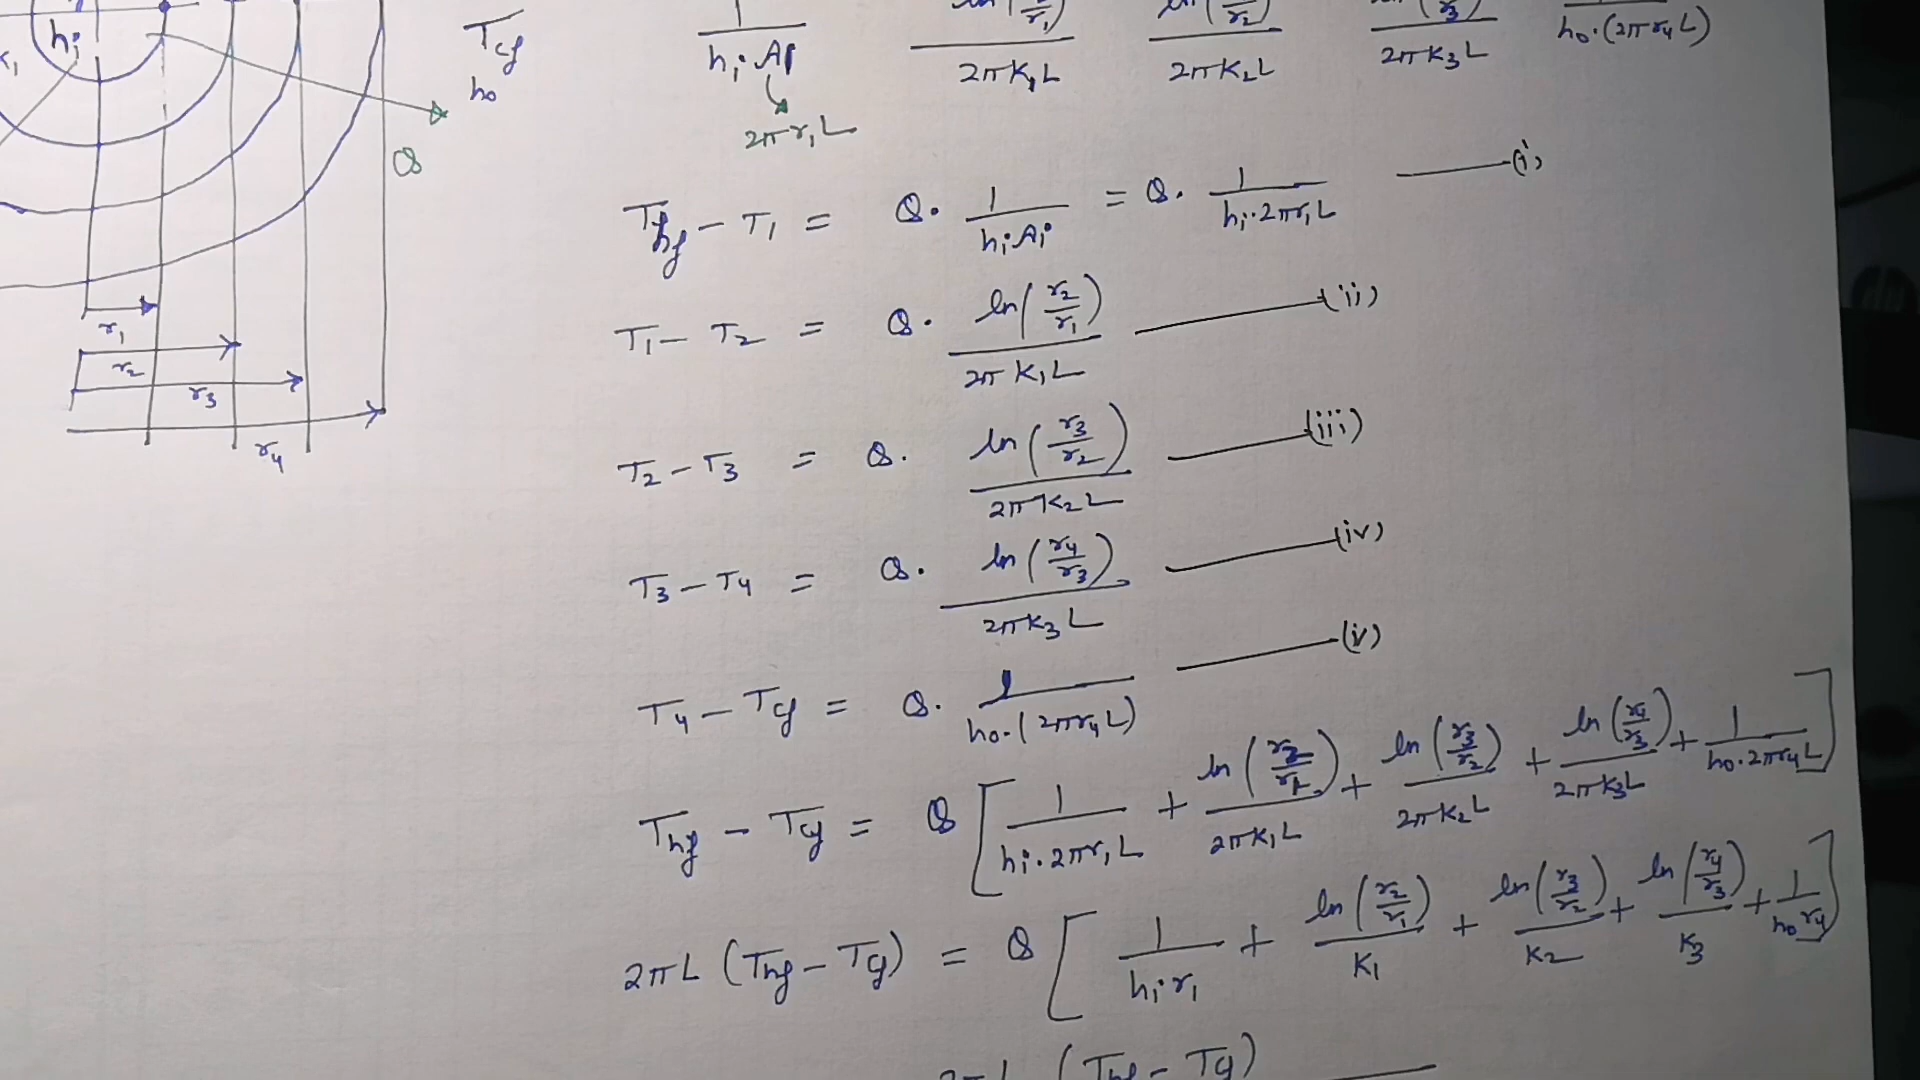 hi
K1
Tcf
ho
Q
r1
r2
r3
r4
1/(hi·Ai) ln(/r1)/(2πK1L) ln(/r2)/(2πK2L) (/r3)/(2πK3L) ho·(2πr4L)
2πr1L
Thf − T1 = Q· 1/(hi·Ai) = Q· 1/(hi·2πr1L) (i)
T1 − T2 = Q· ln(r2/r1)/(2πK1L) (ii)
T2 − T3 = Q· ln(r3/r2)/(2πK2L) (iii)
T3 − T4 = Q· ln(r4/r3)/(2πK3L) (iv)
T4 − Tcf = Q· 1/(ho·(2πr4L)) (v)
Thf − Tcf = Q [1/(hi·2πr1L) + ln(r2/r1)/(2πK1L) + ln(r3/r2)/(2πK2L) + ln(r4/r3)/(2πK3L) + 1/(ho·2πr4L)]
2πL (Thf − Tcf) = Q [1/(hi·r1) + ln(r2/r1)/K1 + ln(r3/r2)/K2 + ln(r4/r3)/K3 + 1/(ho r4)]
2πL (Thf − Tcf)